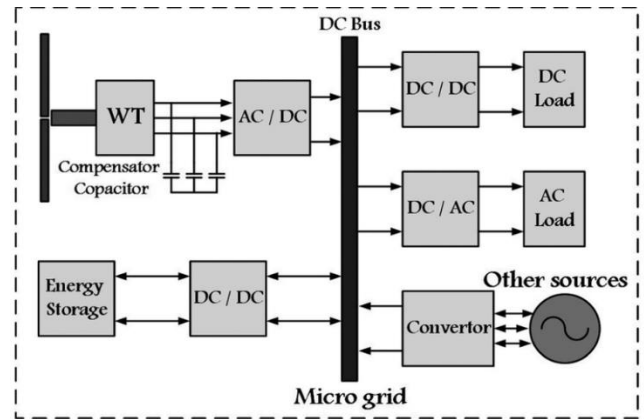 DC Bus
WT
AC / DC
Compensator
Copacitor
DC / DC
DC
Load
DC / AC
AC
Load
Energy
Storage
DC / DC
Other sources
Convertor
Micro grid